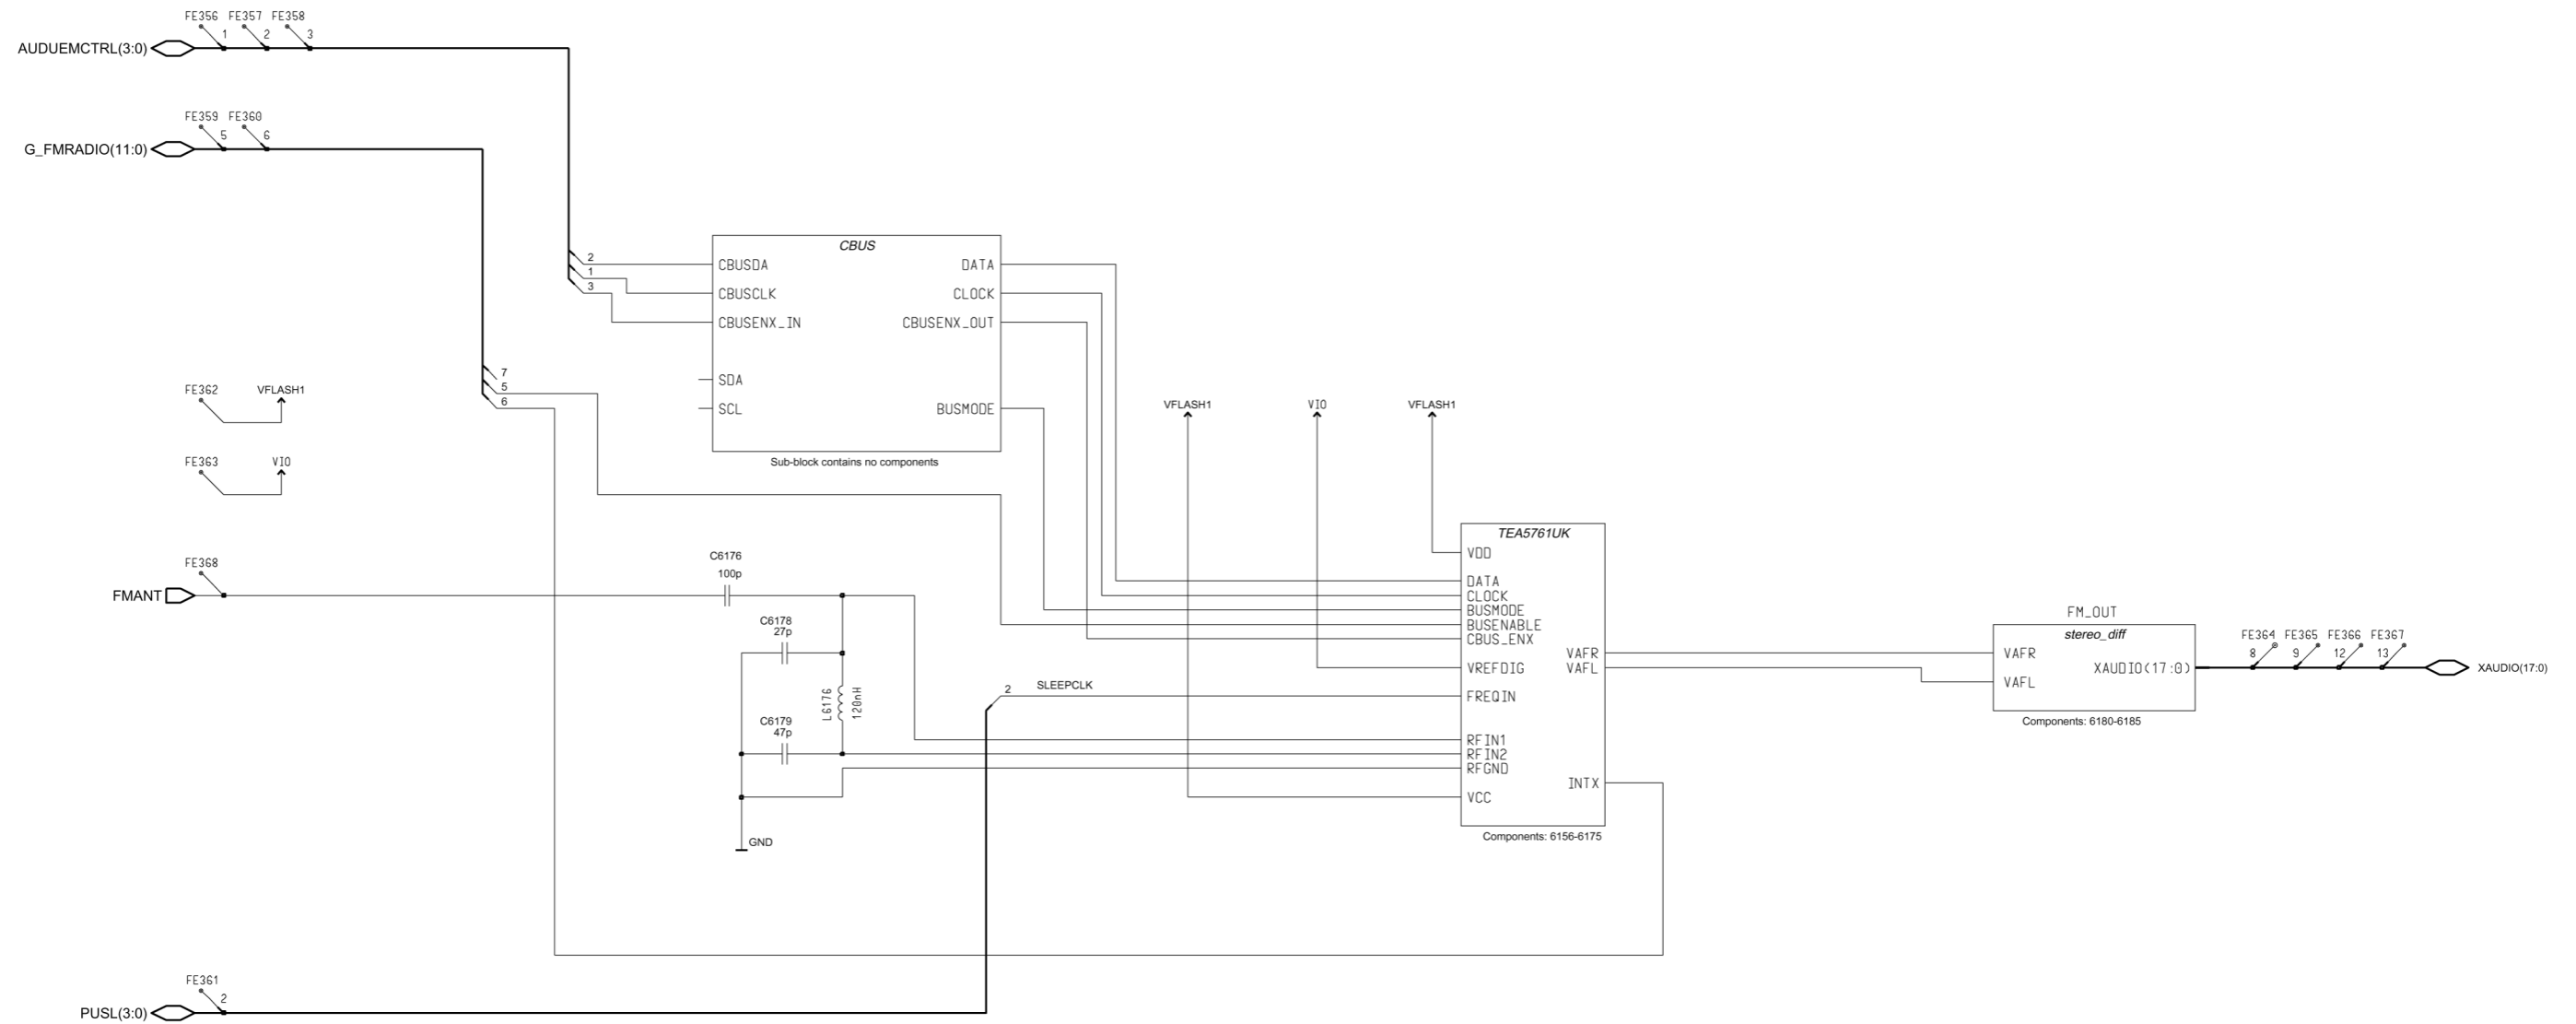 FE356 FE357 FE358
1 2 3
AUDUEMCTRL(3:0)
FE359 FE360
5 6
G_FMRADIO(11:0)
CBUS
2
CBUSDA DATA
1
3
CBUSCLK CLOCK
CBUSENX_IN CBUSENX_OUT
7
SDA
5
6
SCL BUSMODE
FE362 VFLASH1
VFLASH1 VIO VFLASH1
FE363 VIO
Sub-block contains no components
TEA5761UK
VDD
C6176
100p
FE368
FMANT
DATA
CLOCK
BUSMODE
BUSENABLE
CBUS_ENX
C6178
27p
FM_OUT
stereo_diff
FE364 FE365 FE366 FE367
8 9 12 13
VAFR
VAFL
VREFDIG
VAFR
XAUDIO(17:0)
VAFL
XAUDIO(17:0)
2 SLEEPCLK
FREQIN
L6176
120nH
C6179
47p
Components: 6180-6185
RFIN1
RFIN2
RFGND
INTX
VCC
Components: 6156-6175
GND
FE361
2
PUSL(3:0)